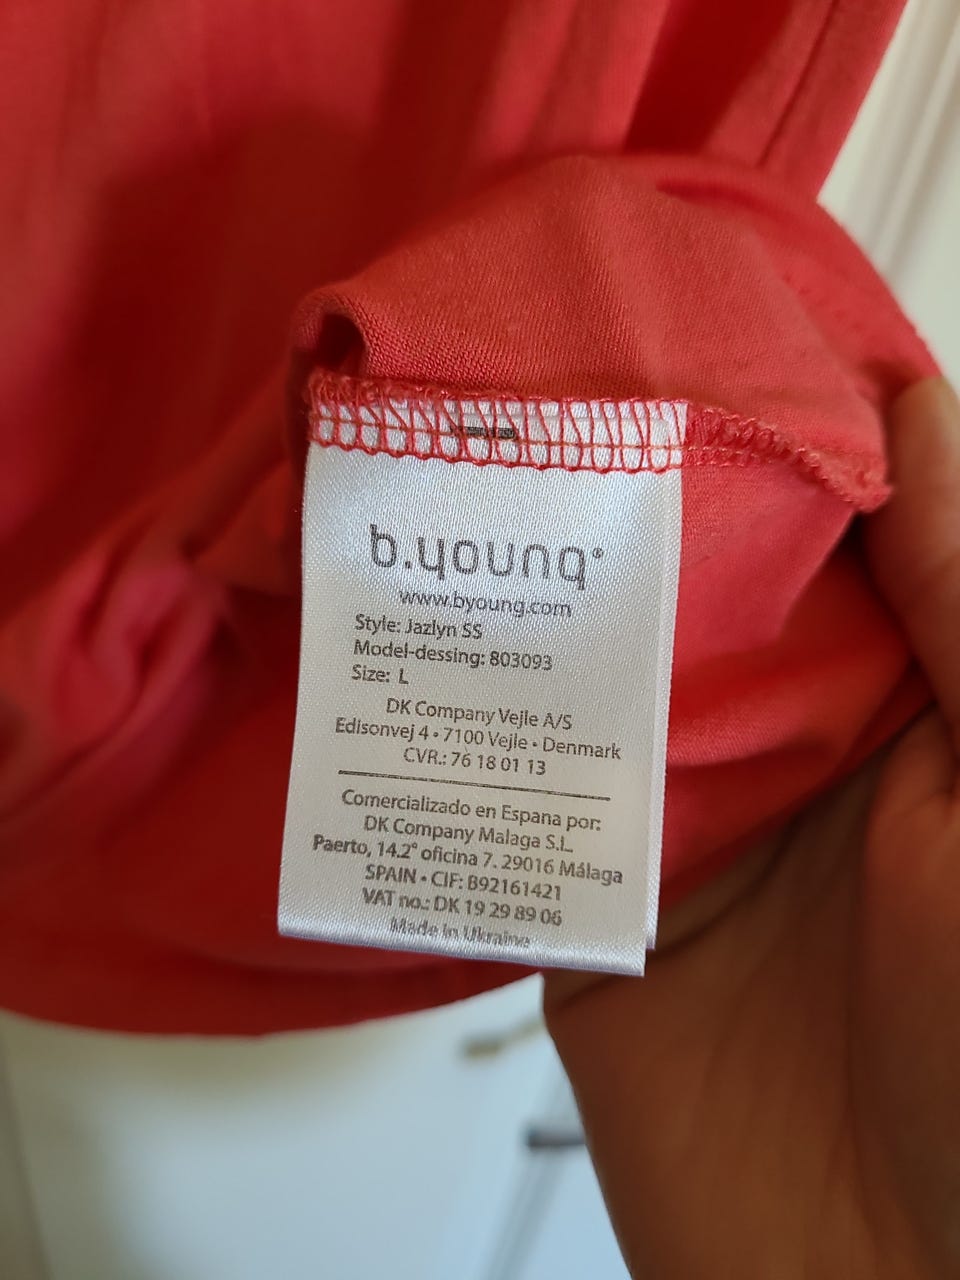 b.young
www.byoung.com
Style: Jazlyn SS
Model-dessing: 803093
Size: L
DK Company Vejle A/S
Edisonvej 4 • 7100 Vejle • Denmark
CVR.: 76 18 01 13
Comercializado en Espana por:
DK Company Malaga S.L.
Paerto, 14.2° oficina 7. 29016 Málaga
SPAIN • CIF: B92161421
VAT no.: DK 19 29 89 06
Made in Ukraine